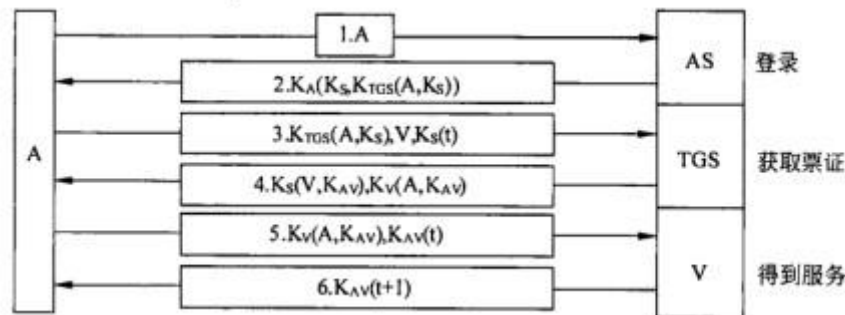 1.A
AS
登录
2.KA(KS,KTGS(A,KS))
3.KTGS(A,KS),V,KS(t)
A
TGS
获取票证
4.KS(V,KAV),KV(A,KAV)
5.KV(A,KAV),KAV(t)
V
得到服务
6.KAV(t+1)